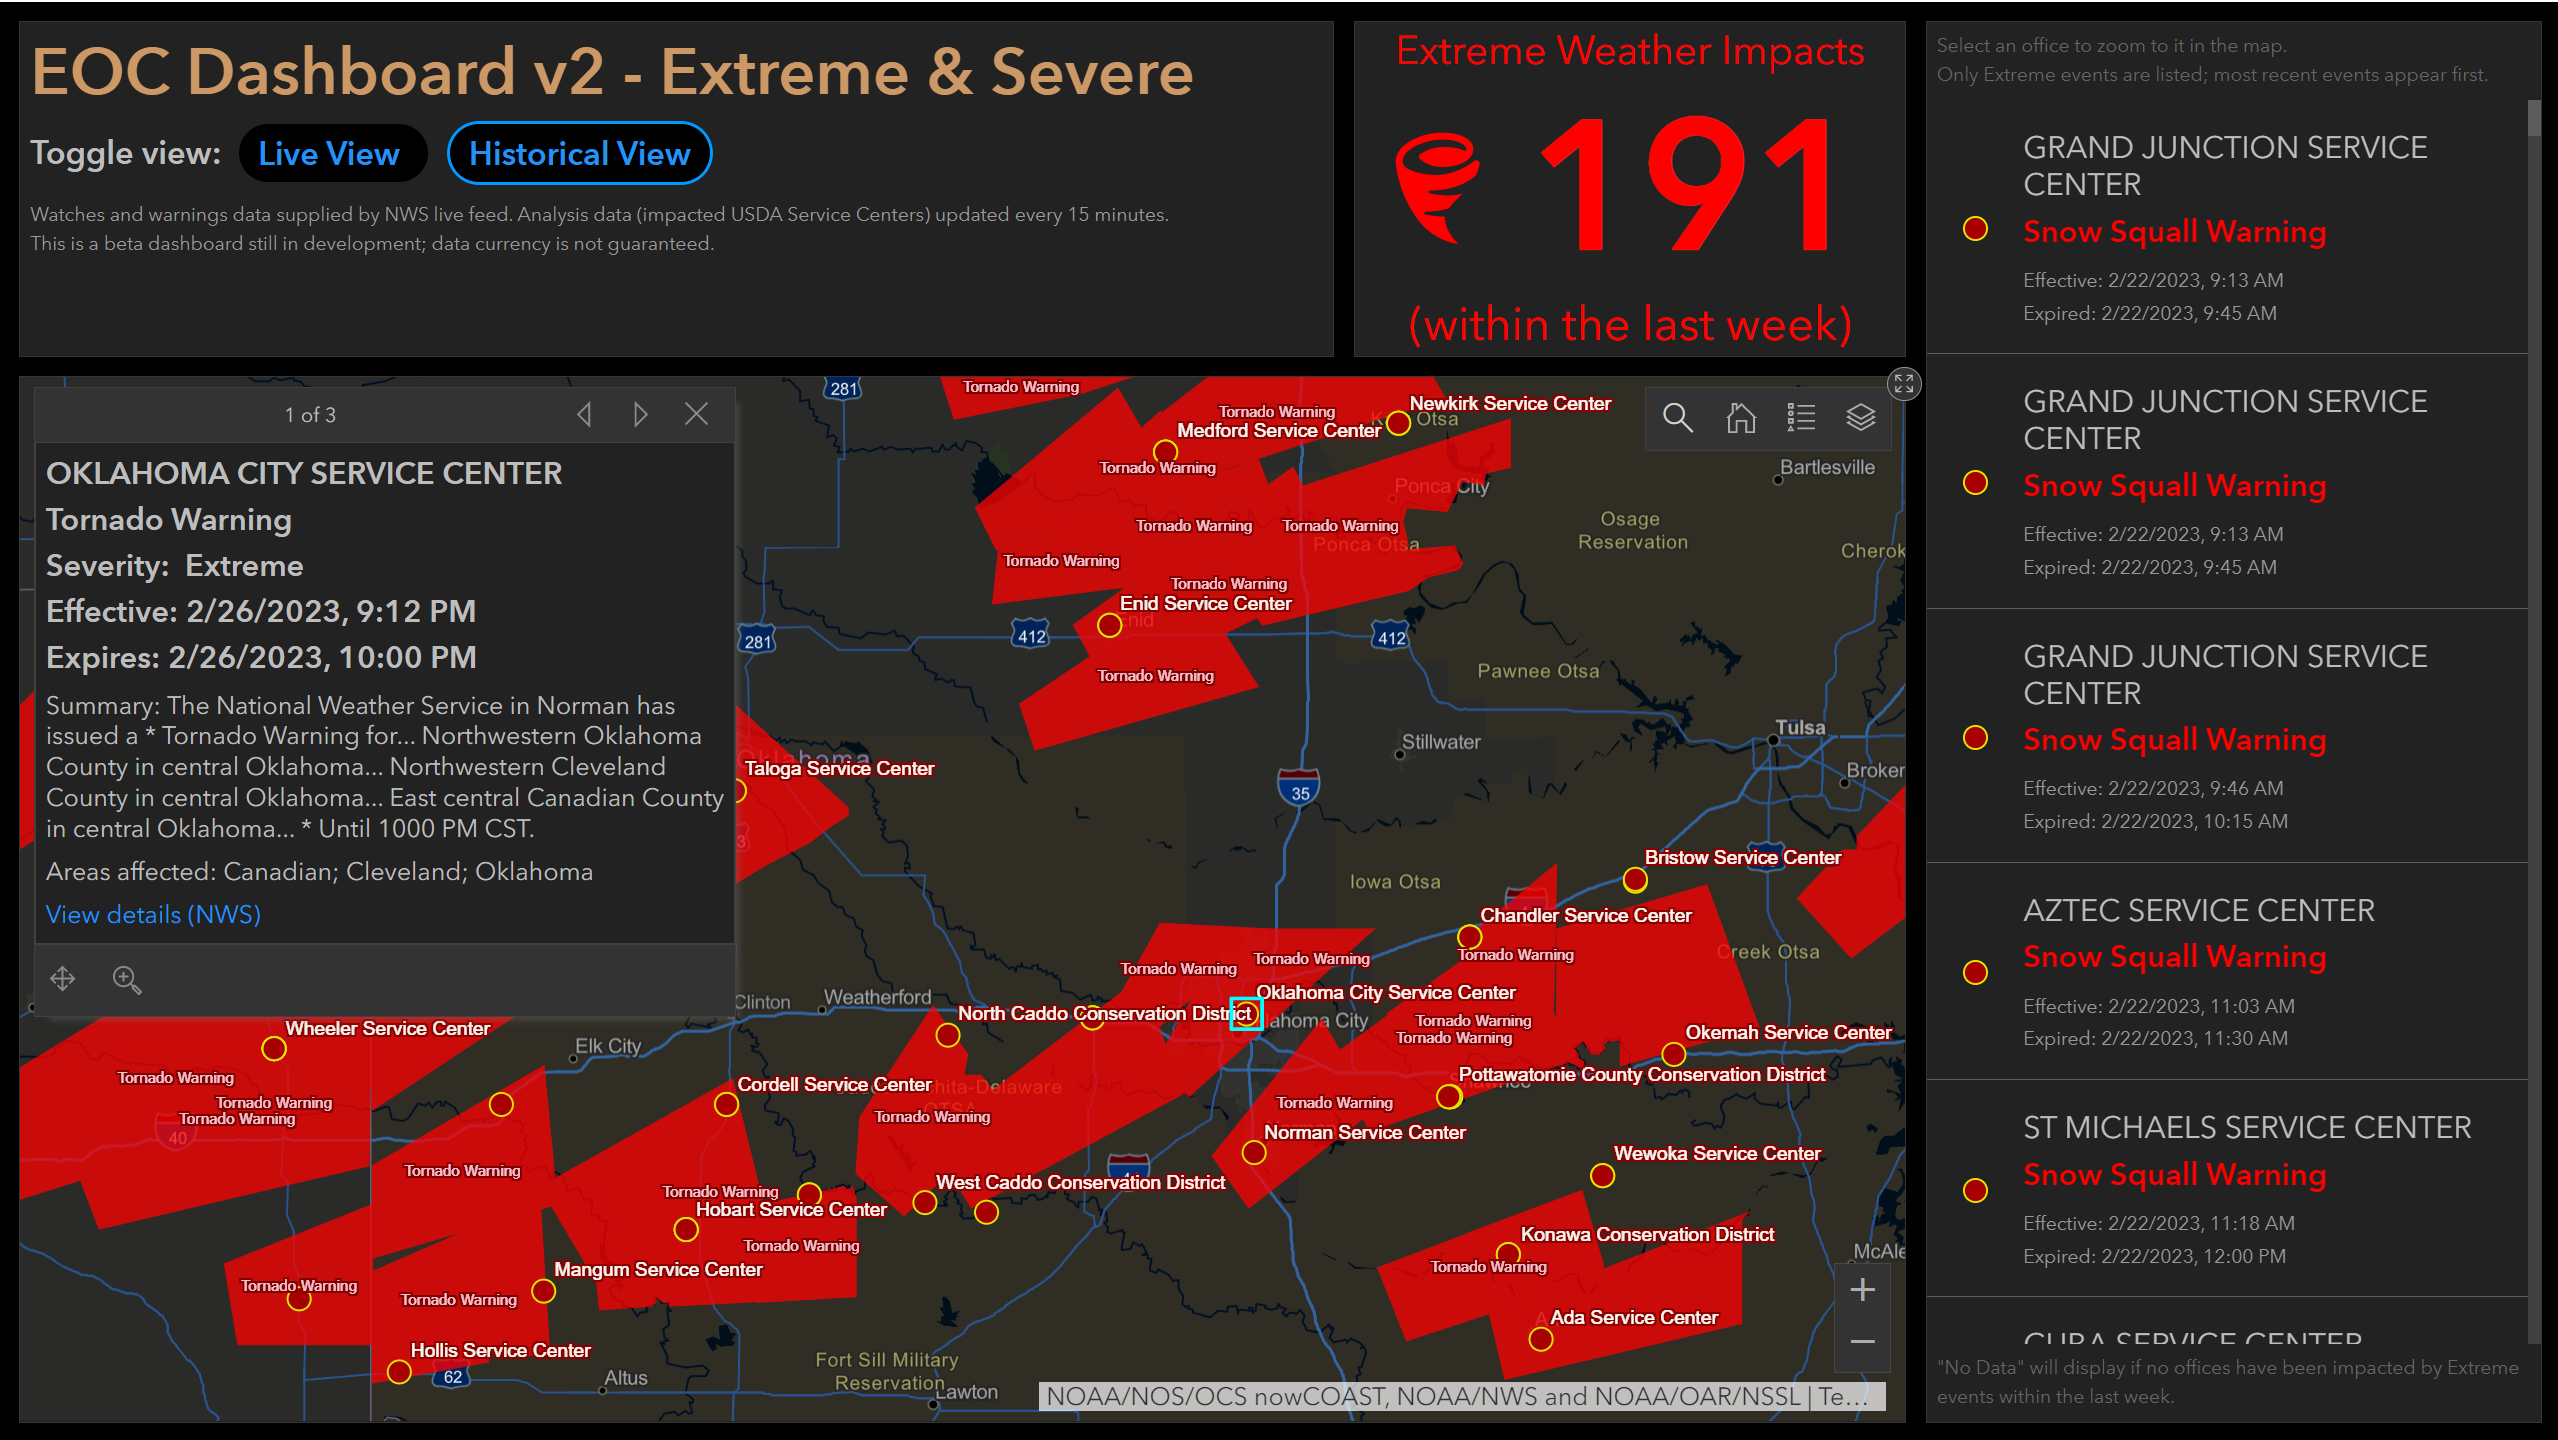 EOC Dashboard v2 - Extreme & Severe
Toggle view: Live View Historical View
Watches and warnings data supplied by NWS live feed. Analysis data (impacted USDA Service Centers) updated every 15 minutes.
This is a beta dashboard still in development; data currency is not guaranteed.
Extreme Weather Impacts
191
(within the last week)
Select an office to zoom to it in the map.
Only Extreme events are listed; most recent events appear first.
GRAND JUNCTION SERVICE
CENTER
Snow Squall Warning
Effective: 2/22/2023, 9:13 AM
Expired: 2/22/2023, 9:45 AM
GRAND JUNCTION SERVICE
CENTER
Snow Squall Warning
Effective: 2/22/2023, 9:13 AM
Expired: 2/22/2023, 9:45 AM
GRAND JUNCTION SERVICE
CENTER
Snow Squall Warning
Effective: 2/22/2023, 9:46 AM
Expired: 2/22/2023, 10:15 AM
AZTEC SERVICE CENTER
Snow Squall Warning
Effective: 2/22/2023, 11:03 AM
Expired: 2/22/2023, 11:30 AM
ST MICHAELS SERVICE CENTER
Snow Squall Warning
Effective: 2/22/2023, 11:18 AM
Expired: 2/22/2023, 12:00 PM
CUBA SERVICE CENTER
"No Data" will display if no offices have been impacted by Extreme
events within the last week.
1 of 3
OKLAHOMA CITY SERVICE CENTER
Tornado Warning
Severity: Extreme
Effective: 2/26/2023, 9:12 PM
Expires: 2/26/2023, 10:00 PM
Summary: The National Weather Service in Norman has
issued a * Tornado Warning for... Northwestern Oklahoma
County in central Oklahoma... Northwestern Cleveland
County in central Oklahoma... East central Canadian County
in central Oklahoma... * Until 1000 PM CST.
Areas affected: Canadian; Cleveland; Oklahoma
View details (NWS)
281
Tornado Warning
Tornado Warning
Newkirk Service Center
Otsa
Medford Service Center
Tornado Warning
Bartlesville
Ponca City
Tornado Warning
Tornado Warning
Osage
Reservation
Ponca Otsa
Cherok
Tornado Warning
Tornado Warning
Enid Service Center
Enid
281
412
412
Tornado Warning
Pawnee Otsa
Tulsa
Stillwater
Oklahoma
Taloga Service Center
Broker
35
3
Bristow Service Center
Iowa Otsa
Chandler Service Center
Tornado Warning
Creek Otsa
Tornado Warning
Tornado Warning
Clinton
Weatherford
Oklahoma City Service Center
North Caddo Conservation District
lahoma City
Tornado Warning
Tornado Warning
Wheeler Service Center
Elk City
Okemah Service Center
Tornado Warning
Cordell Service Center
hita-Delaware
OTSA
Pottawatomie County Conservation District
Shawnee
Tornado Warning
Tornado Warning
Tornado Warning
Tornado Warning
40
Norman Service Center
Tornado Warning
Wewoka Service Center
West Caddo Conservation District
Tornado Warning
Hobart Service Center
Tornado Warning
Konawa Conservation District
McAle
Tornado Warning
Mangum Service Center
Tornado Warning
Tornado Warning
Ada Service Center
Hollis Service Center
62
Altus
Fort Sill Military
Reservation
Lawton
NOAA/NOS/OCS nowCOAST, NOAA/NWS and NOAA/OAR/NSSL | Te...